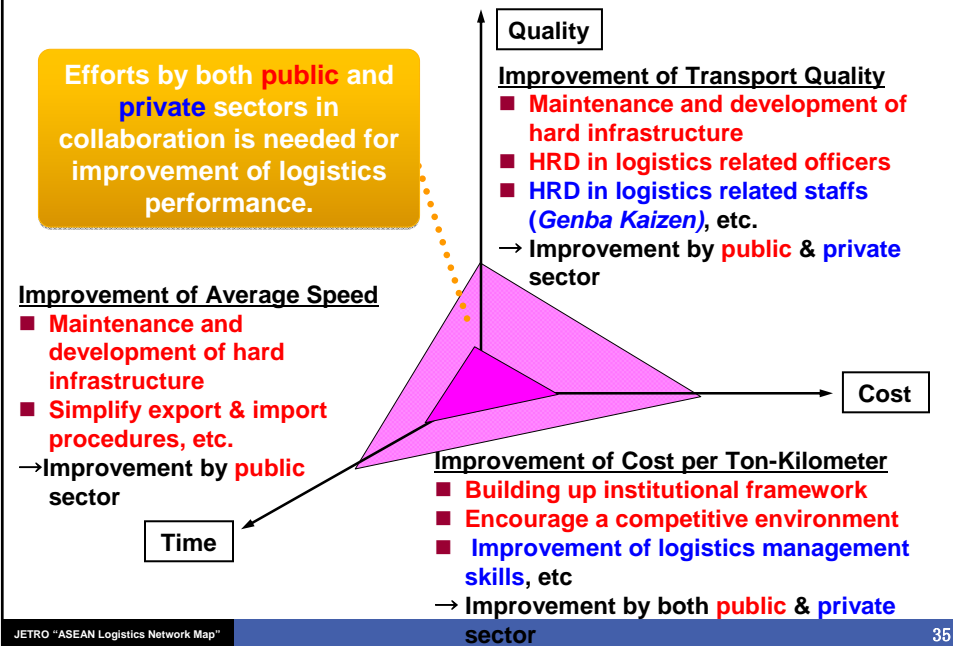 Quality
Efforts by both public and
private sectors in
collaboration is needed for
improvement of logistics
performance.
Improvement of Transport Quality
■ Maintenance and development of
hard infrastructure
■ HRD in logistics related officers
■ HRD in logistics related staffs
(Genba Kaizen), etc.
→ Improvement by public & private
sector
Improvement of Average Speed
■ Maintenance and
development of hard
infrastructure
■ Simplify export & import
procedures, etc.
→Improvement by public
sector
Cost
Time
Improvement of Cost per Ton-Kilometer
■ Building up institutional framework
■ Encourage a competitive environment
■ Improvement of logistics management
skills, etc
→ Improvement by both public & private
sector
JETRO "ASEAN Logistics Network Map"
35